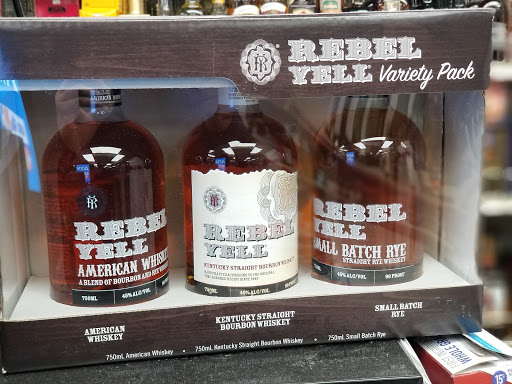 REBEL
YELL Variety Pack
RY
REBEL
YELL
AMERICAN WHISKEY
A BLEND OF BOURBON AND RYE
750ML 45% ALC/VOL
REBEL
YELL
KENTUCKY STRAIGHT BOURBON WHISKEY
750ML 45% ALC/VOL
REBEL
YELL
SMALL BATCH RYE
STRAIGHT RYE WHISKEY
45% ALC/VOL 90 PROOF
AMERICAN
WHISKEY
KENTUCKY STRAIGHT
BOURBON WHISKEY
SMALL BATCH
RYE
750mL American Whiskey • 750mL Kentucky Straight Bourbon Whiskey • 750mL Small Batch Rye